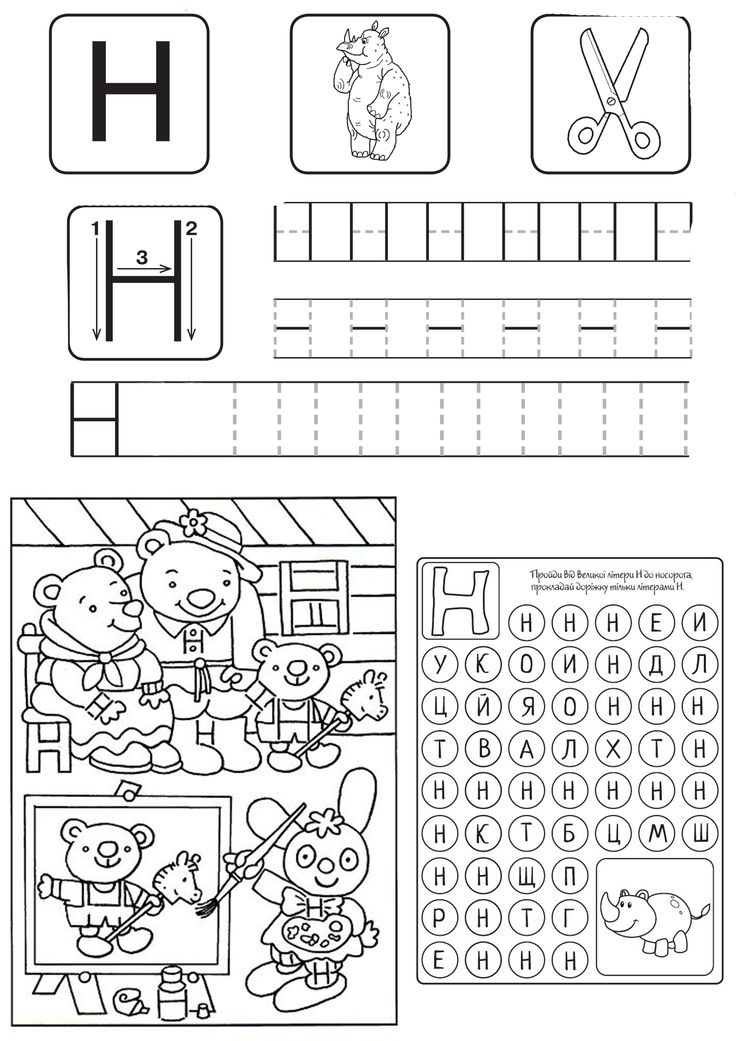 Н
1 2
3
Н
Н
Пройди від великої літери Н до носорога,
прокладай доріжку тільки літерами Н.
Н
Н Н Н Е И
У К О И Н Д Л
Ц Й Я О Н Н Н
Т В А Л Х Т Н
Н Н Н Н Н Н Н
Н К Т Б Ц М Ш
Н Н Щ П
Р Н Т Г
Е Н Н Н